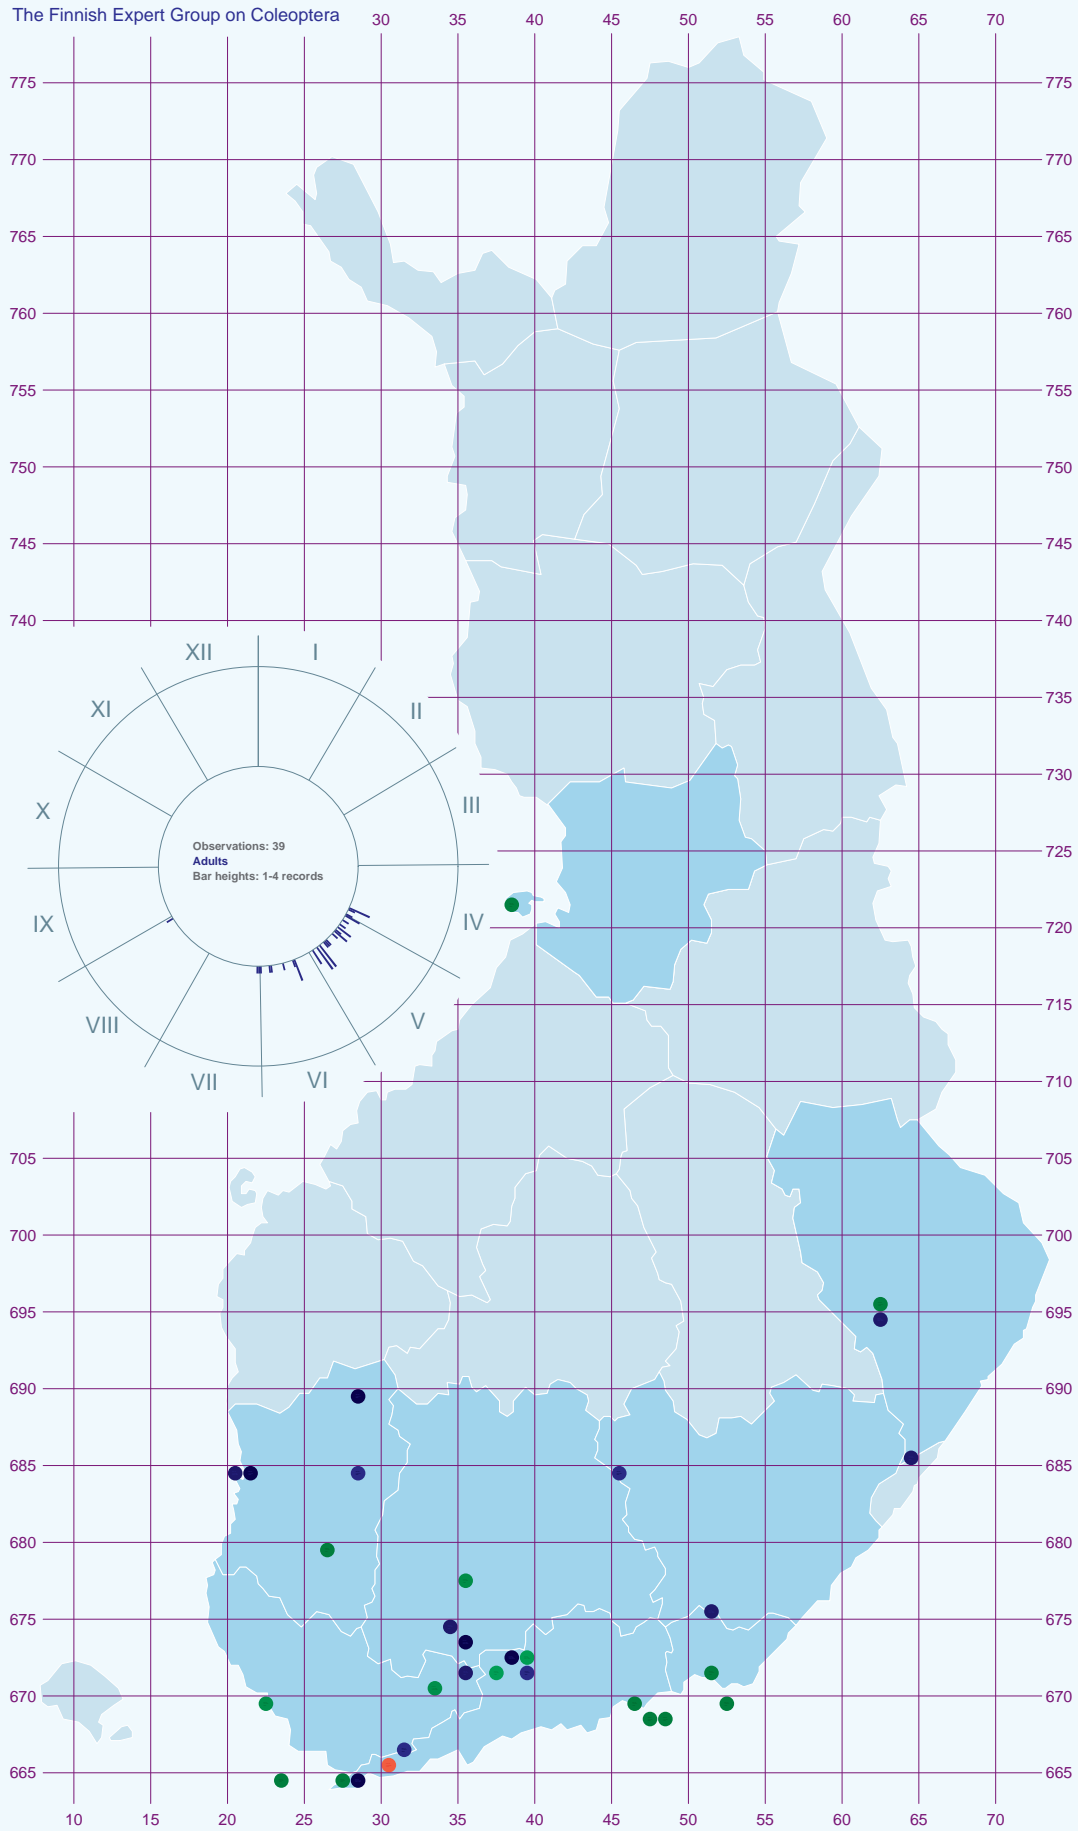 The Finnish Expert Group on Coleoptera
30 40 50 60 70
35 45 55 65
775 775
770 770
765 765
760 760
755 755
750 750
745 745
740 740
XII I
XI II
735
730
X III
725
Observations: 39
Adults
Bar heights: 1-4 records
IX IV
720
VIII V
715
VII VI
710
705 705
700 700
695 695
690 690
685 685
680 680
675 675
670 670
665 665
10 15 20 25 30 35 40 45 50 55 60 65 70